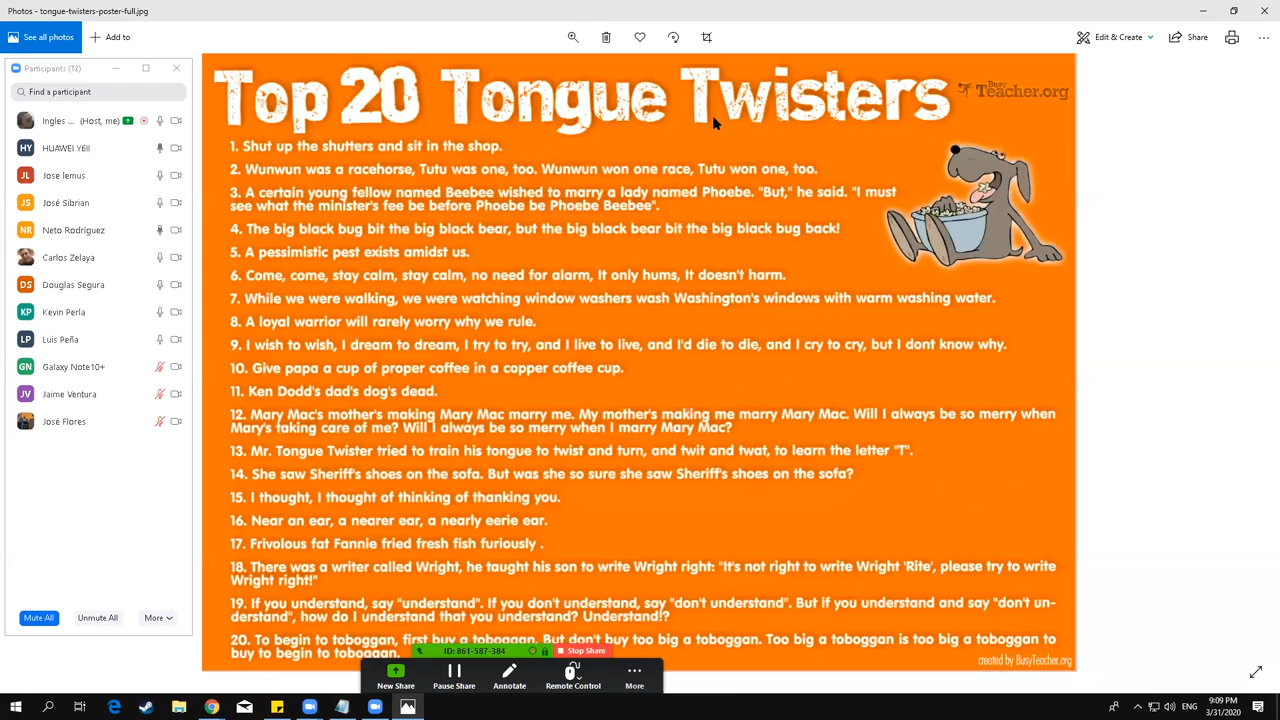 Photos - tongue-twisters-poster-full.jpg
See all photos
Add to
Edit & Create
Share
Participants (12)
Find a participant
Ingles ... (Host, me)
HY HUAWEI Y6II
JL Jose lemus
JS José Sibrian
NR Neto Rodríguez
Carlos Zelaya
DS Douglas Segura
KP Kevin Perla
LP Luis Peña
GN Galaxy Note10+
JV Jaime Ventura
José Flores
Mute All
Unmute All
More
Top 20 Tongue Twisters
Busy
Teacher.org
1. Shut up the shutters and sit in the shop.
2. Wunwun was a racehorse, Tutu was one, too. Wunwun won one race, Tutu won one, too.
3. A certain young fellow named Beebee wished to marry a lady named Phoebe. "But," he said. "I must
see what the minister's fee be before Phoebe be Phoebe Beebee".
4. The big black bug bit the big black bear, but the big black bear bit the big black bug back!
5. A pessimistic pest exists amidst us.
6. Come, come, stay calm, stay calm, no need for alarm, It only hums, It doesn't harm.
7. While we were walking, we were watching window washers wash Washington's windows with warm washing water.
8. A loyal warrior will rarely worry why we rule.
9. I wish to wish, I dream to dream, I try to try, and I live to live, and I'd die to die, and I cry to cry, but I dont know why.
10. Give papa a cup of proper coffee in a copper coffee cup.
11. Ken Dodd's dad's dog's dead.
12. Mary Mac's mother's making Mary Mac marry me. My mother's making me marry Mary Mac. Will I always be so merry when
Mary's taking care of me? Will I always be so merry when I marry Mary Mac?
13. Mr. Tongue Twister tried to train his tongue to twist and turn, and twit and twat, to learn the letter "T".
14. She saw Sheriff's shoes on the sofa. But was she so sure she saw Sheriff's shoes on the sofa?
15. I thought, I thought of thinking of thanking you.
16. Near an ear, a nearer ear, a nearly eerie ear.
17. Frivolous fat Fannie fried fresh fish furiously .
18. There was a writer called Wright, he taught his son to write Wright right: "It's not right to write Wright 'Rite', please try to write
Wright right!"
19. If you understand, say "understand". If you don't understand, say "don't understand". But if you understand and say "don't un-
derstand", how do I understand that you understand? Understand!?
20. To begin to toboggan, first buy a toboggan. But don't buy too big a toboggan. Too big a toboggan is too big a toboggan to
buy to begin to toboggan.
created by BusyTeacher.org
ID: 861-587-384
Stop Share
New Share
Pause Share
Annotate
Remote Control
More
ENG
9:09 PM
3/31/2020